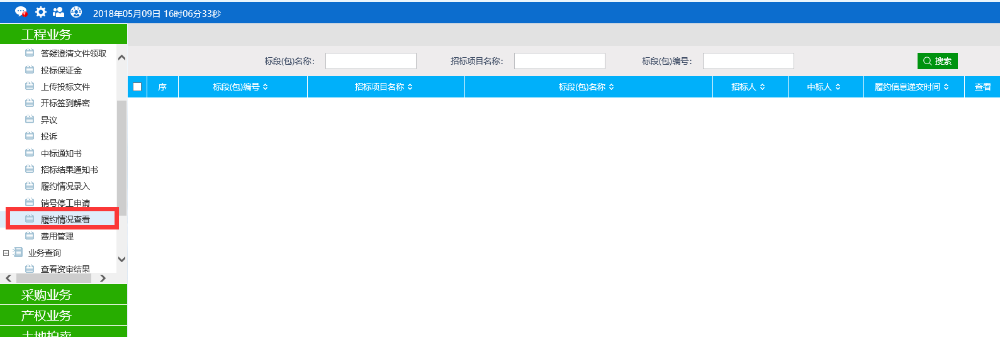 2018年05月09日 16时06分33秒
工程业务
答疑澄清文件领取
投标保证金
上传投标文件
开标签到解密
异议
投诉
中标通知书
招标结果通知书
履约情况录入
销号停工申请
履约情况查看
费用管理
业务查询
查看资审结果
采购业务
产权业务
土地拍卖
标段(包)名称： 招标项目名称： 标段(包)编号： 搜索
序 标段(包)编号 招标项目名称 标段(包)名称 招标人 中标人 履约信息递交时间 查看